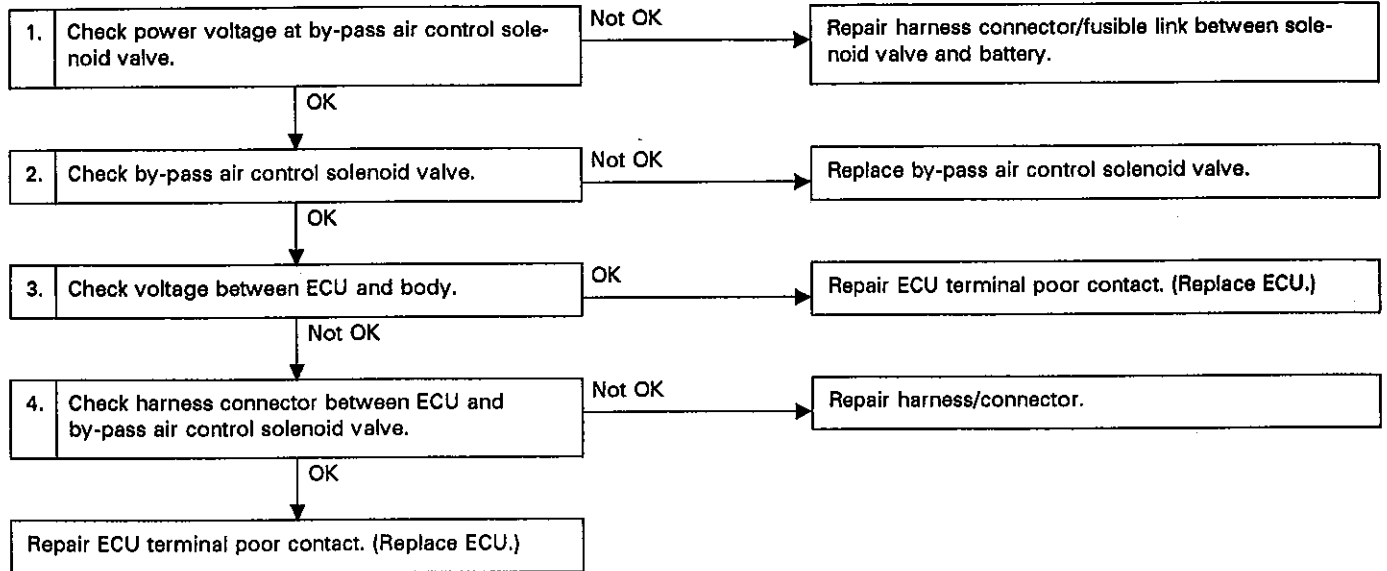 1. Check power voltage at by-pass air control sole-
noid valve.
Not OK
Repair harness connector/fusible link between sole-
noid valve and battery.
OK
2. Check by-pass air control solenoid valve.
Not OK
Replace by-pass air control solenoid valve.
OK
3. Check voltage between ECU and body.
OK
Repair ECU terminal poor contact. (Replace ECU.)
Not OK
4. Check harness connector between ECU and
by-pass air control solenoid valve.
Not OK
Repair harness/connector.
OK
Repair ECU terminal poor contact. (Replace ECU.)